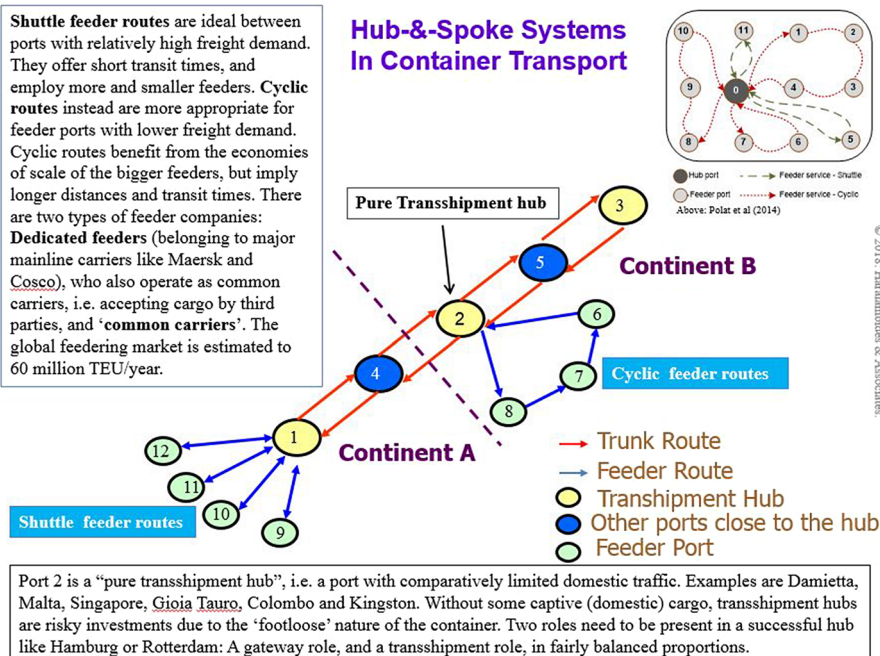 Shuttle feeder routes are ideal between
ports with relatively high freight demand.
They offer short transit times, and
employ more and smaller feeders. Cyclic
routes instead are more appropriate for
feeder ports with lower freight demand.
Cyclic routes benefit from the economies
of scale of the bigger feeders, but imply
longer distances and transit times. There
are two types of feeder companies:
Dedicated feeders (belonging to major
mainline carriers like Maersk and
Cosco), who also operate as common
carriers, i.e. accepting cargo by third
parties, and ‘common carriers’. The
global feedering market is estimated to
60 million TEU/year.
Hub-&-Spoke Systems
In Container Transport
10
11
1
2
9
0
4
3
8
7
6
5
Hub port
Feeder service - Shuttle
Feeder port
Feeder service - Cyclic
Above: Polat et al (2014)
Pure Transshipment hub
3
5
Continent B
2
6
7
Cyclic feeder routes
8
4
1
Continent A
12
11
10
9
Shuttle feeder routes
Trunk Route
Feeder Route
Transhipment Hub
Other ports close to the hub
Feeder Port
© 2018. Haralambides & Associates.
Port 2 is a “pure transshipment hub”, i.e. a port with comparatively limited domestic traffic. Examples are Damietta,
Malta, Singapore, Gioia Tauro, Colombo and Kingston. Without some captive (domestic) cargo, transshipment hubs
are risky investments due to the ‘footloose’ nature of the container. Two roles need to be present in a successful hub
like Hamburg or Rotterdam: A gateway role, and a transshipment role, in fairly balanced proportions.